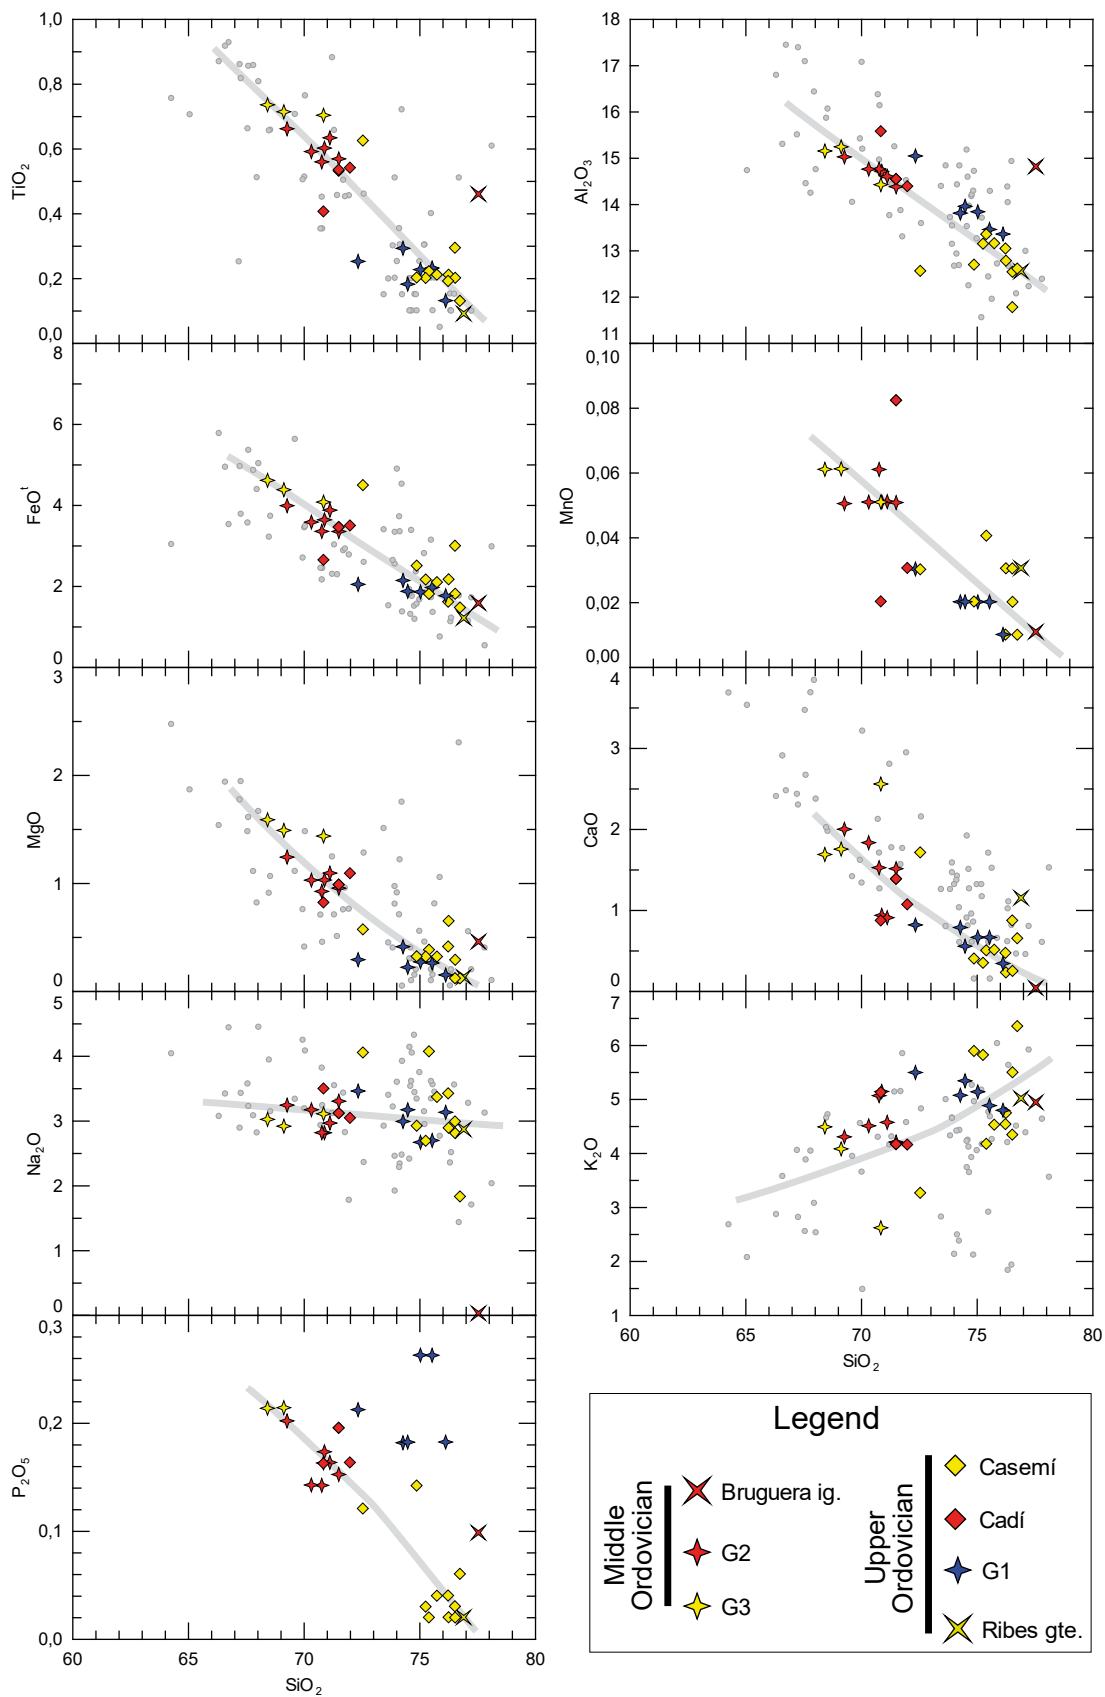 1,0
0,8
0,6
0,4
0,2
0,0
TiO2
18
17
16
15
14
13
12
11
Al2O3
8
6
4
2
0
FeOt
0,10
0,08
0,06
0,04
0,02
0,00
MnO
3
2
1
0
MgO
4
3
2
1
0
CaO
5
4
3
2
1
0
Na2O
7
6
5
4
3
2
1
K2O
60 65 70 75 80
SiO2
0,3
0,2
0,1
0,0
P2O5
60 65 70 75 80
SiO2
Legend
Middle
Ordovician
Bruguera ig.
G2
G3
Upper
Ordovician
Casemí
Cadí
G1
Ribes gte.